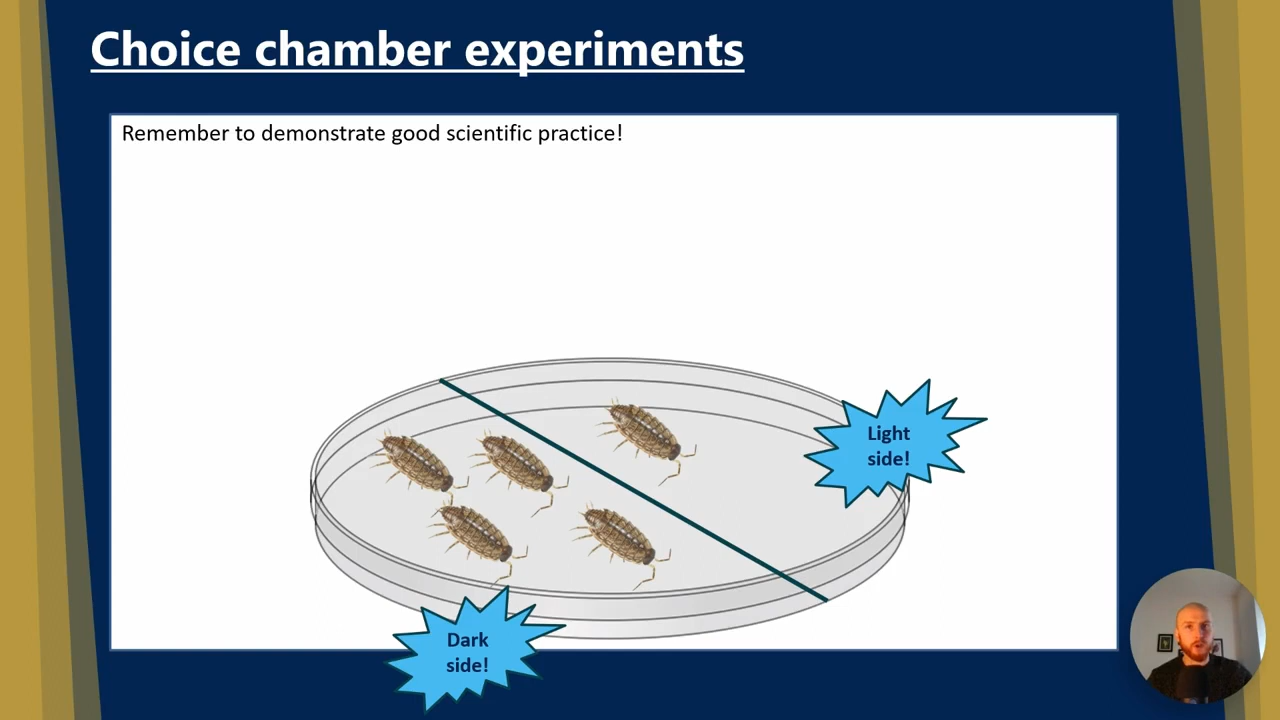 Choice chamber experiments
Remember to demonstrate good scientific practice!
Light
side!
Dark
side!